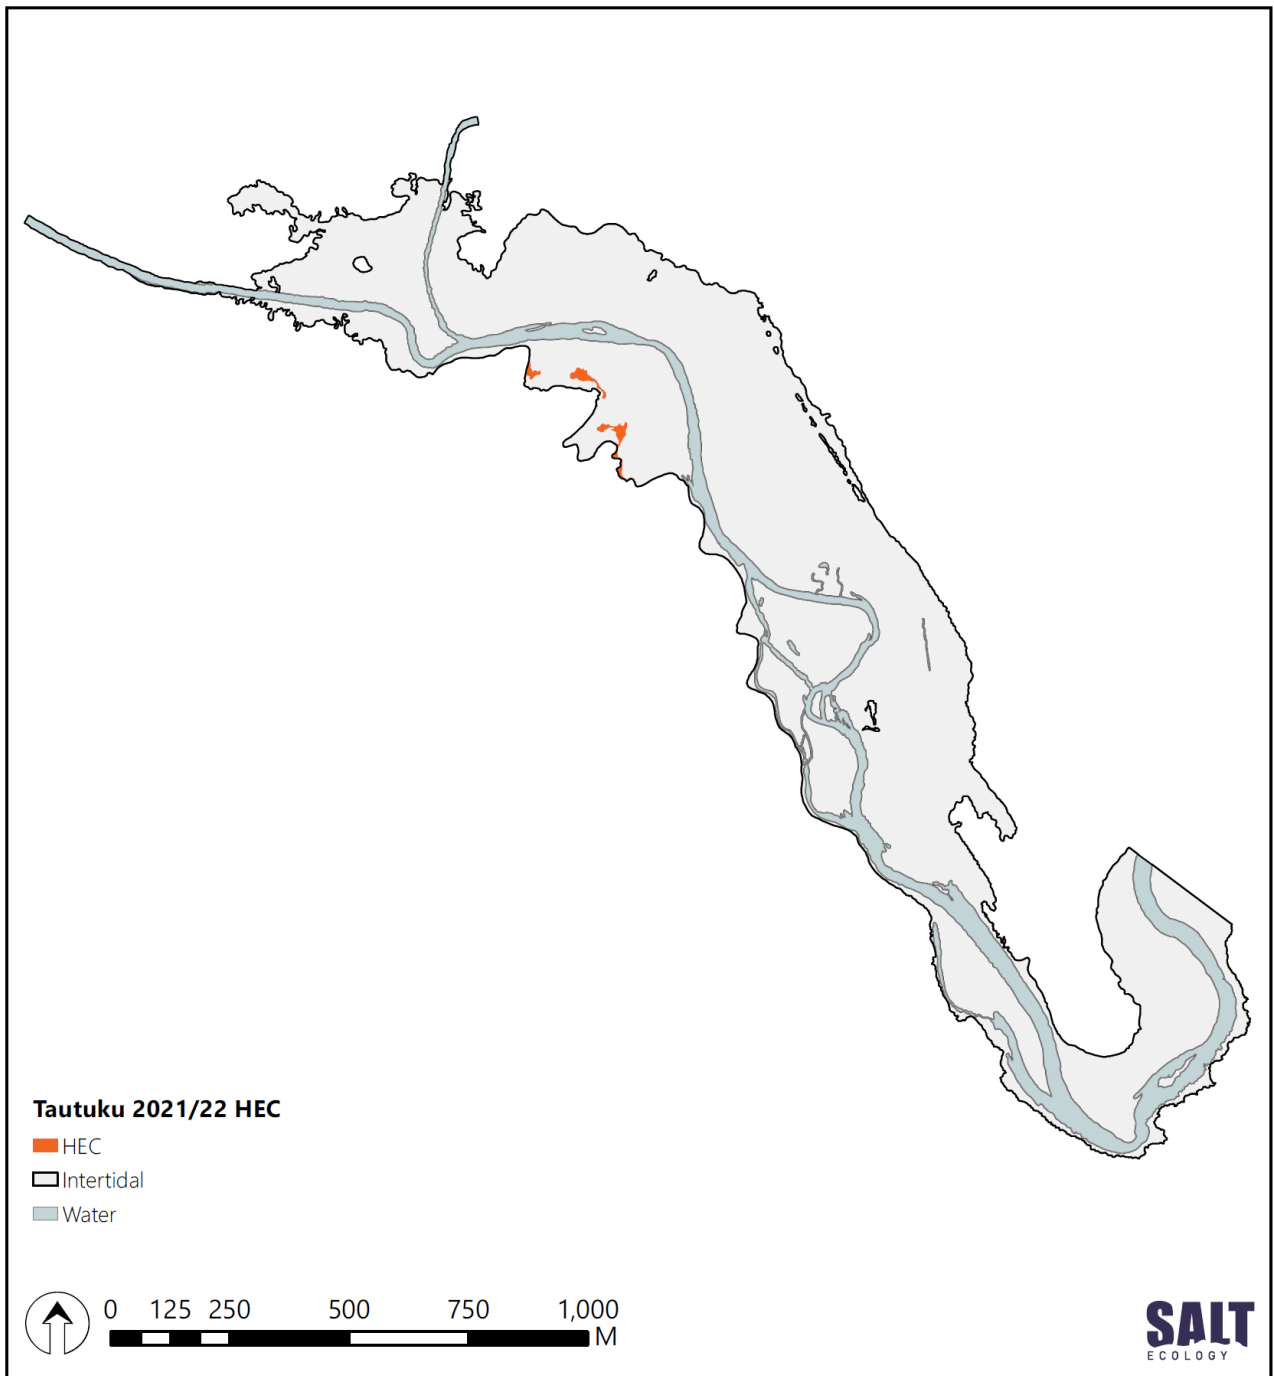 Tautuku 2021/22 HEC
HEC
Intertidal
Water
0 125 250 500 750 1,000
M
SALT
ECOLOGY